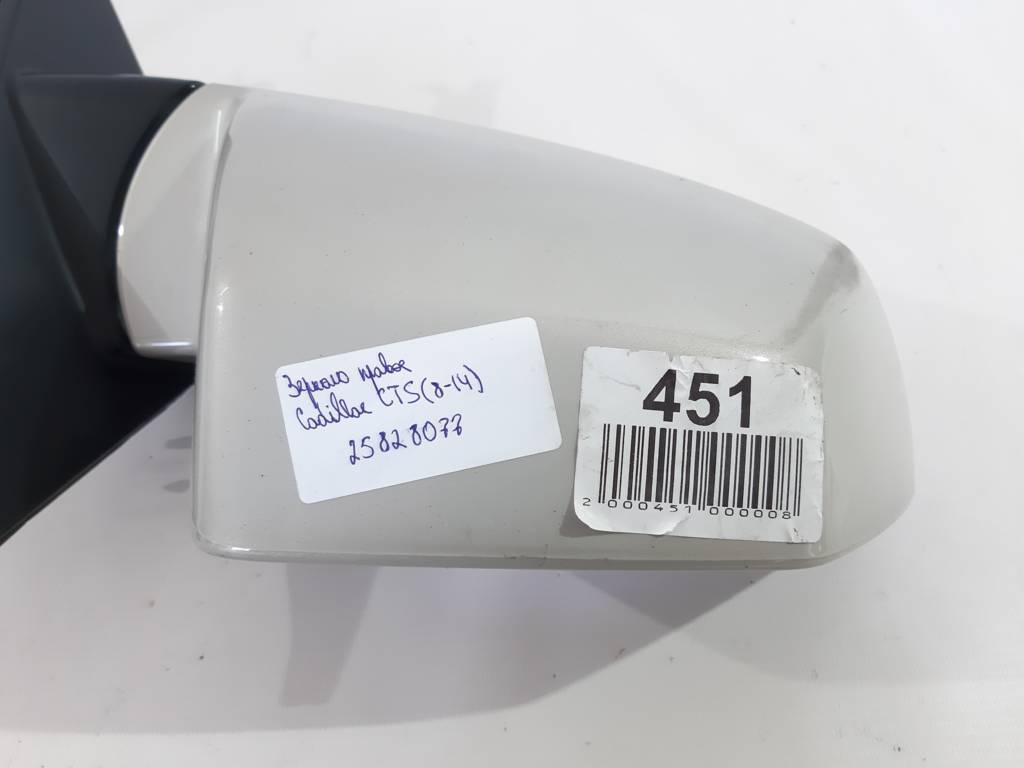 Зеркало правое
Cadillac CTS (8-14)
25828077
451
2 000451 000008